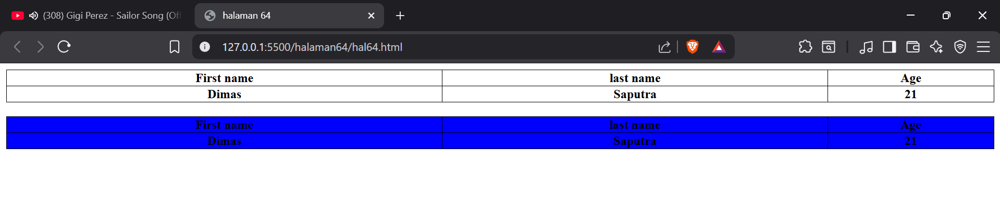 (308) Gigi Perez - Sailor Song (Off
halaman 64
127.0.0.1:5500/halaman64/hal64.html
First name last name Age
Dimas Saputra 21
First name last name Age
Dimas Saputra 21